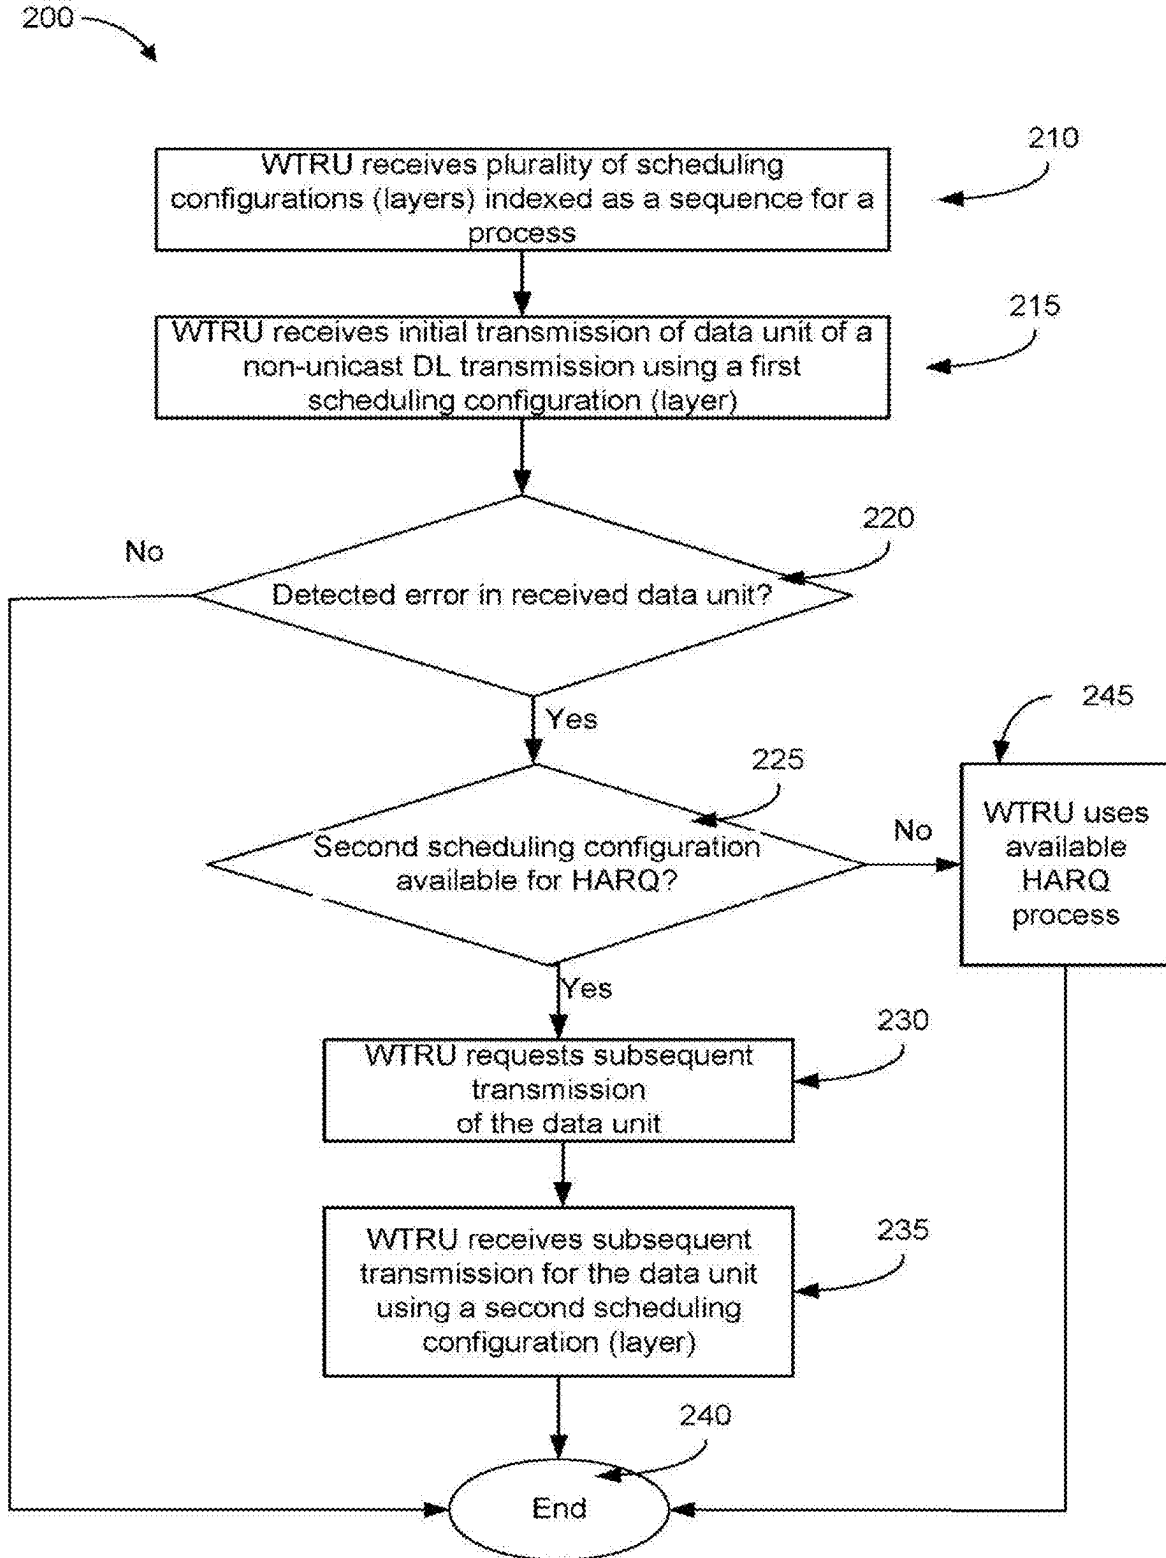 200
210
WTRU receives plurality of scheduling
configurations (layers) indexed as a sequence for a
process
215
WTRU receives initial transmission of data unit of a
non-unicast DL transmission using a first
scheduling configuration (layer)
220
No
Detected error in received data unit?
Yes
245
225
WTRU uses
available
HARQ
process
No
Second scheduling configuration
available for HARQ?
Yes
230
WTRU requests subsequent
transmission
of the data unit
235
WTRU receives subsequent
transmission for the data unit
using a second scheduling
configuration (layer)
240
End